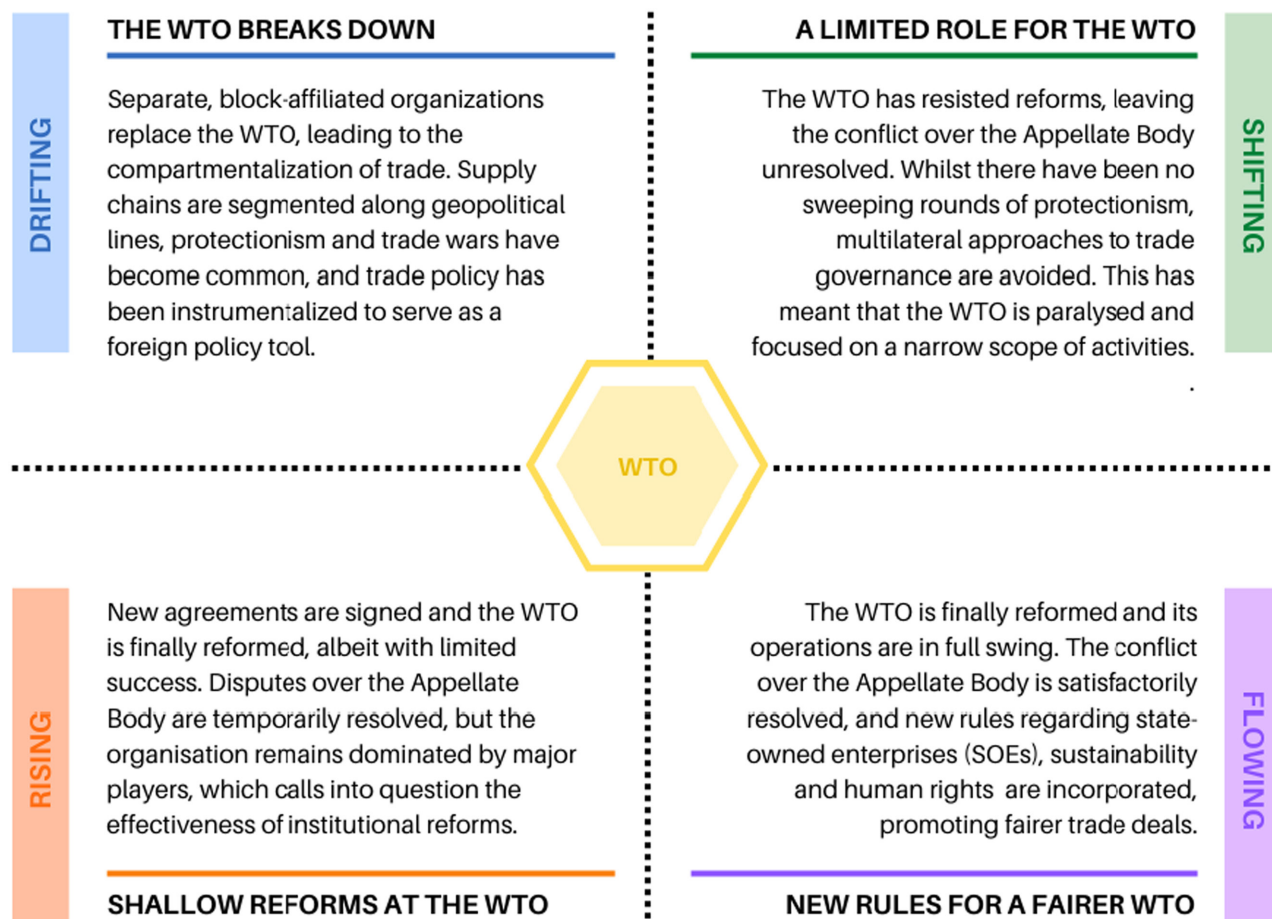 THE WTO BREAKS DOWN
DRIFTING
Separate, block-affiliated organizations
replace the WTO, leading to the
compartmentalization of trade. Supply
chains are segmented along geopolitical
lines, protectionism and trade wars have
become common, and trade policy has
been instrumentalized to serve as a
foreign policy tool.
A LIMITED ROLE FOR THE WTO
SHIFTING
The WTO has resisted reforms, leaving
the conflict over the Appellate Body
unresolved. Whilst there have been no
sweeping rounds of protectionism,
multilateral approaches to trade
governance are avoided. This has
meant that the WTO is paralysed and
focused on a narrow scope of activities.
.
WTO
RISING
New agreements are signed and the WTO
is finally reformed, albeit with limited
success. Disputes over the Appellate
Body are temporarily resolved, but the
organisation remains dominated by major
players, which calls into question the
effectiveness of institutional reforms.
SHALLOW REFORMS AT THE WTO
FLOWING
The WTO is finally reformed and its
operations are in full swing. The conflict
over the Appellate Body is satisfactorily
resolved, and new rules regarding state-
owned enterprises (SOEs), sustainability
and human rights  are incorporated,
promoting fairer trade deals.
NEW RULES FOR A FAIRER WTO